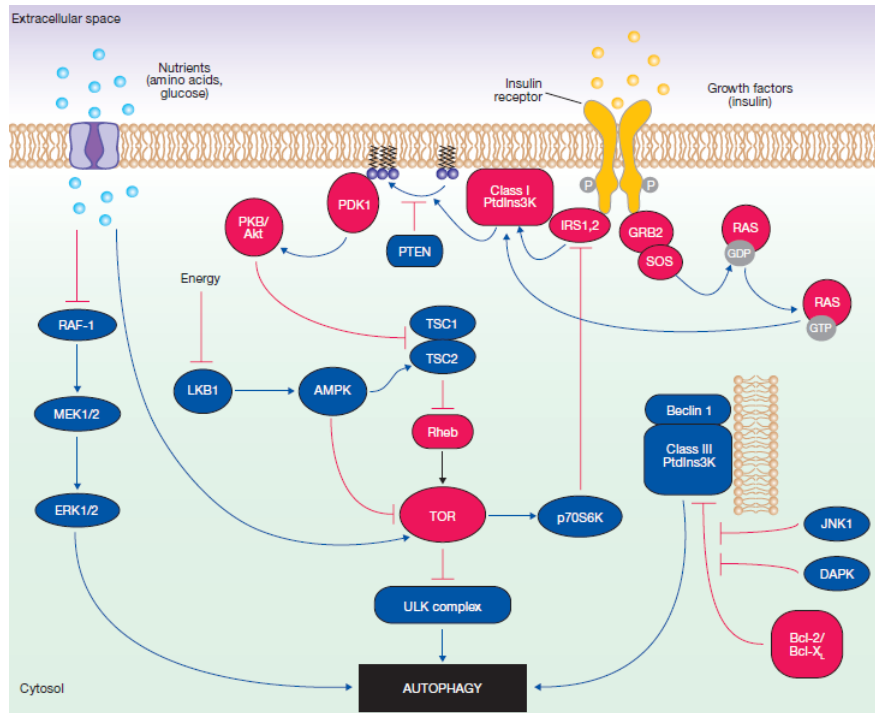 Extracellular space
Nutrients
(amino acids,
glucose)
Insulin
receptor
Growth factors
(insulin)
P
P
Class I
PtdIns3K
PDK1
PKB/
Akt
PTEN
IRS1,2
GRB2
SOS
RAS
GDP
RAS
GTP
Energy
RAF-1
TSC1
TSC2
LKB1
AMPK
MEK1/2
Rheb
Beclin 1
Class III
PtdIns3K
ERK1/2
TOR
p70S6K
JNK1
DAPK
ULK complex
Bcl-2/
Bcl-XL
Cytosol
AUTOPHAGY